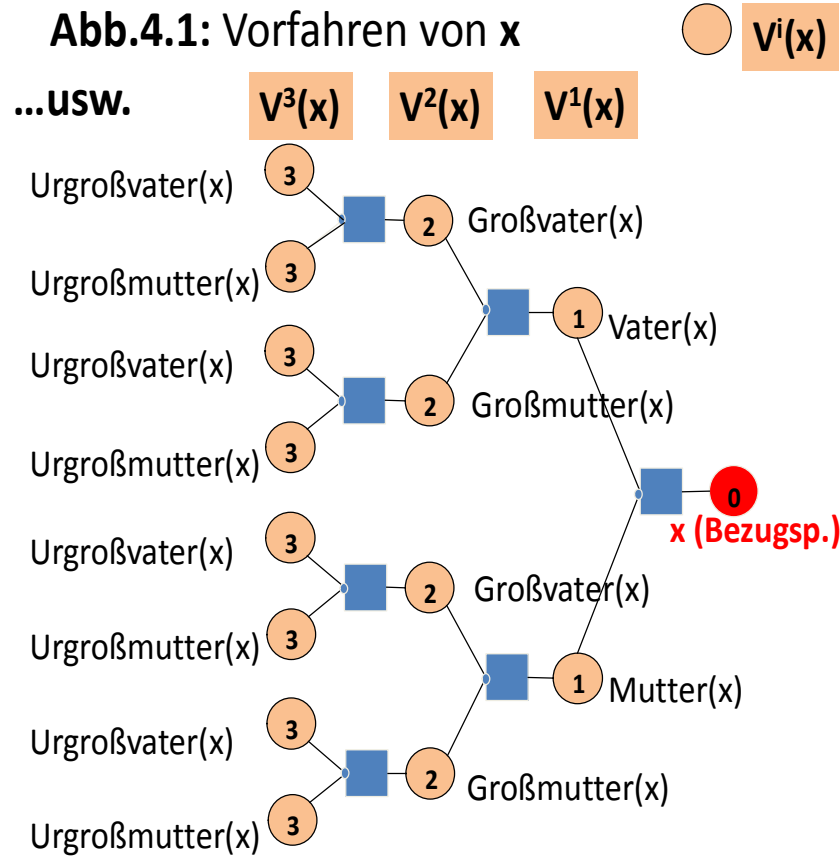 Abb.4.1: Vorfahren von x
Vⁱ(x)
...usw.
V³(x) V²(x) V¹(x)
3
Urgroßvater(x)
2 Großvater(x)
3
Urgroßmutter(x)
1 Vater(x)
3
Urgroßvater(x)
2 Großmutter(x)
3
Urgroßmutter(x)
0
x (Bezugsp.)
3
Urgroßvater(x)
2 Großvater(x)
3
Urgroßmutter(x)
1 Mutter(x)
3
Urgroßvater(x)
2 Großmutter(x)
3
Urgroßmutter(x)